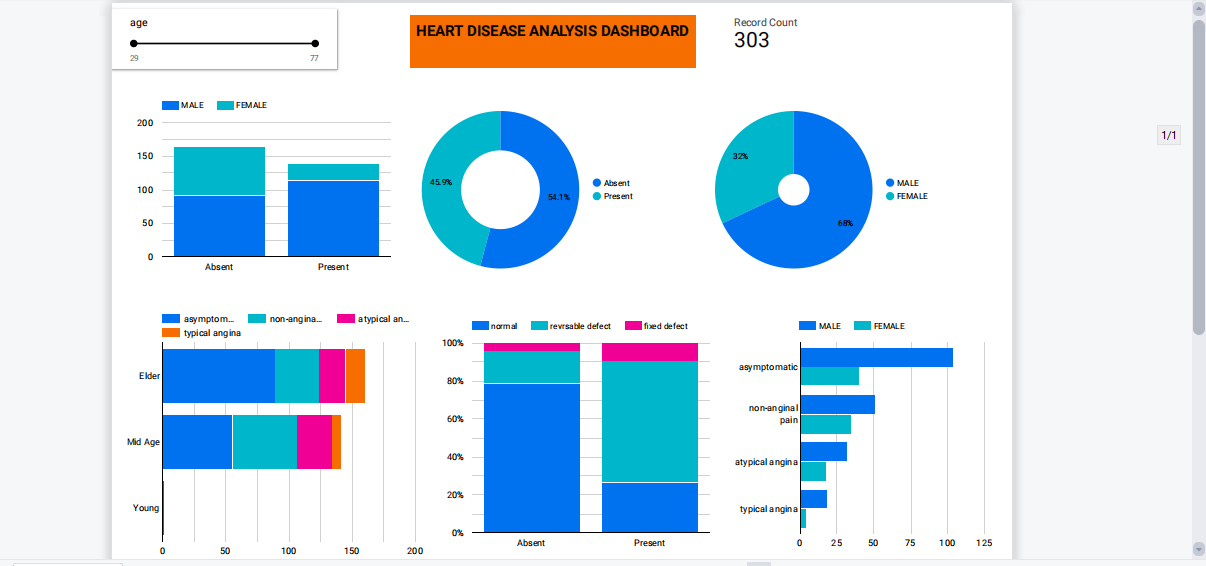 age
29 77
HEART DISEASE ANALYSIS DASHBOARD
Record Count
303
1/1
MALE FEMALE
200
150
100
50
0
Absent Present
45.9%
54.1%
Absent
Present
32%
68%
MALE
FEMALE
asymptom... non-angina... atypical an...
typical angina
Elder
Mid Age
Young
0 50 100 150 200
normal revrsable defect fixed defect
100%
80%
60%
40%
20%
0%
Absent Present
MALE FEMALE
asymptomatic
non-anginal
pain
atypical angina
typical angina
0 25 50 75 100 125